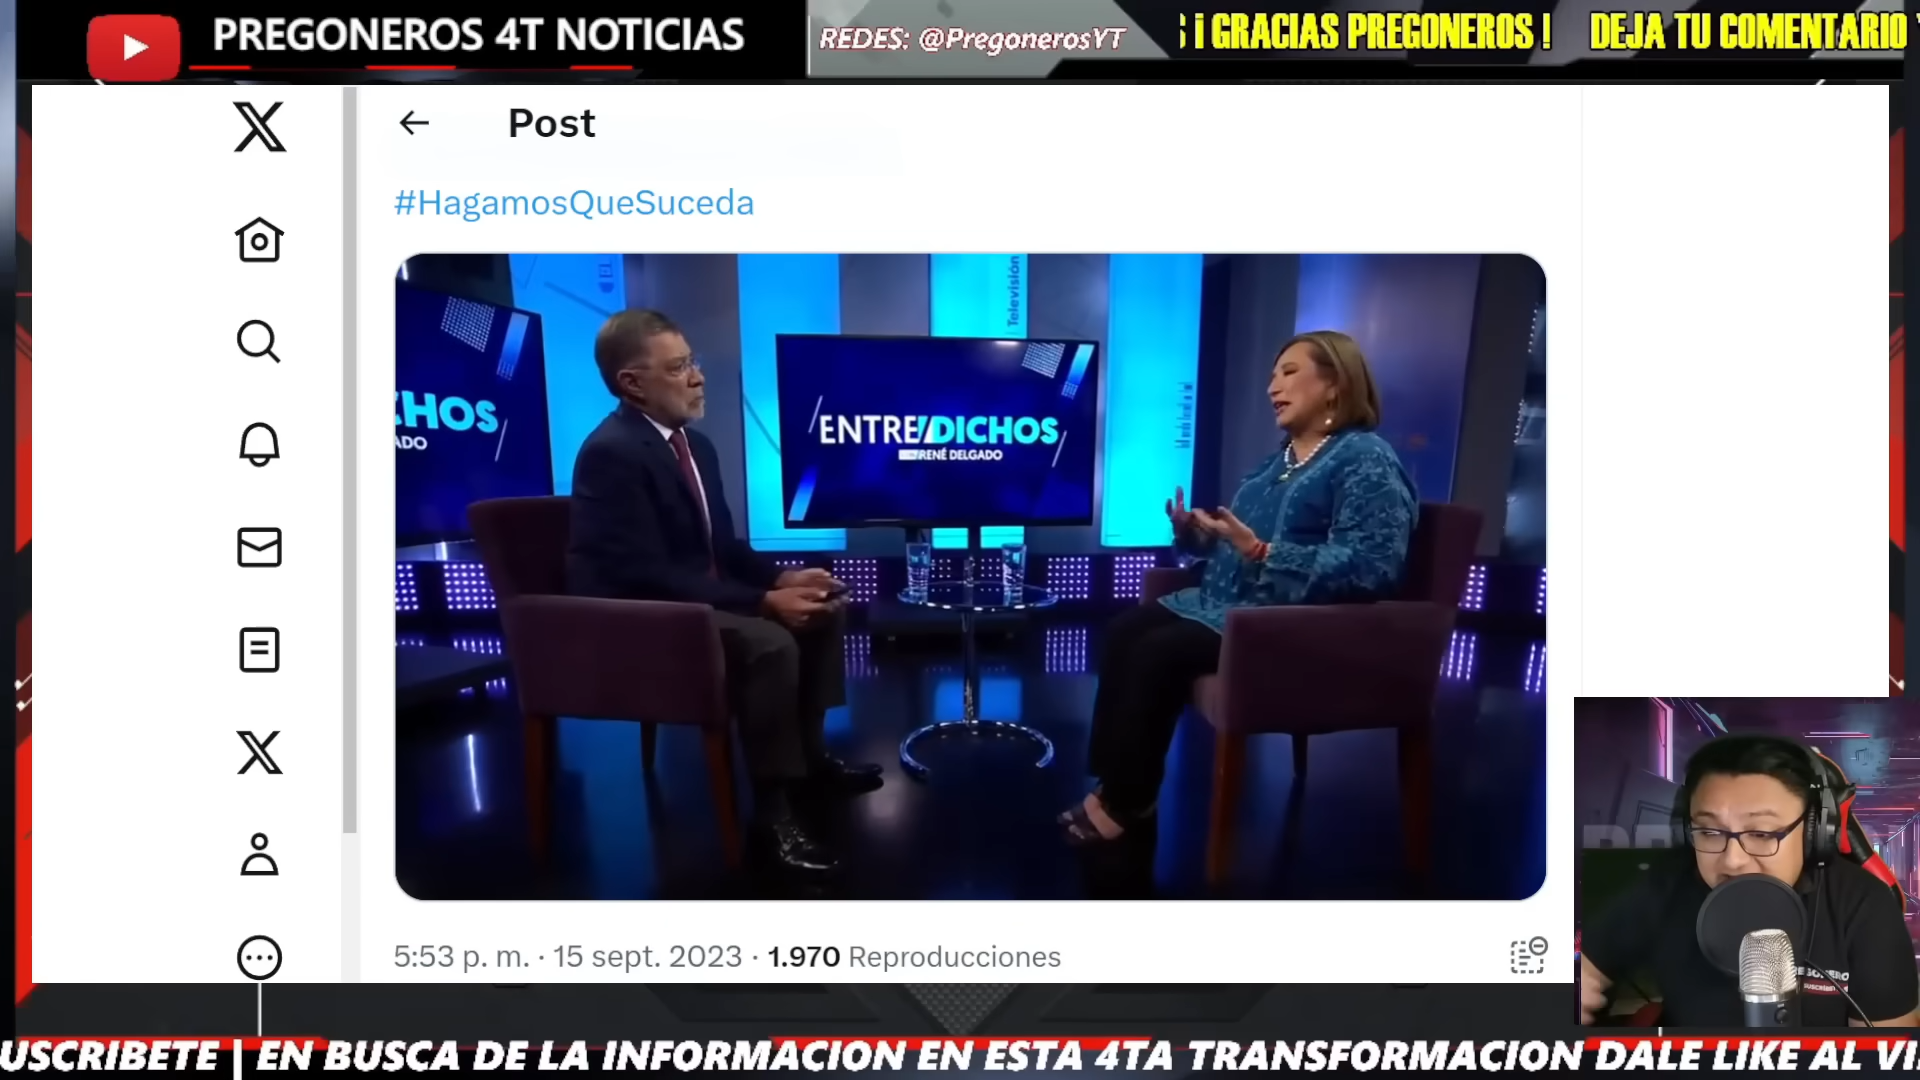 PREGONEROS 4T NOTICIAS
REDES: @PregonerosYT
¡ GRACIAS PREGONEROS ! DEJA TU COMENTARIO
Post
#HagamosQueSuceda
Televisión
CHOS
ADO
ENTRE/DICHOS
RENÉ DELGADO
5:53 p. m. · 15 sept. 2023 · 1.970 Reproducciones
USCRIBETE | EN BUSCA DE LA INFORMACION EN ESTA 4TA TRANSFORMACION DALE LIKE AL VI